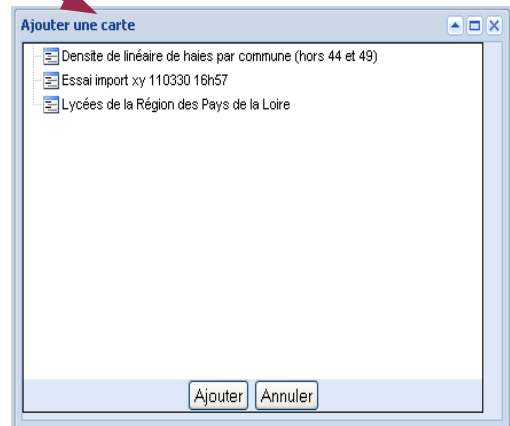 Ajouter une carte
Densite de linéaire de haies par commune (hors 44 et 49)
Essai import xy 110330 16h57
Lycées de la Région des Pays de la Loire
Ajouter Annuler